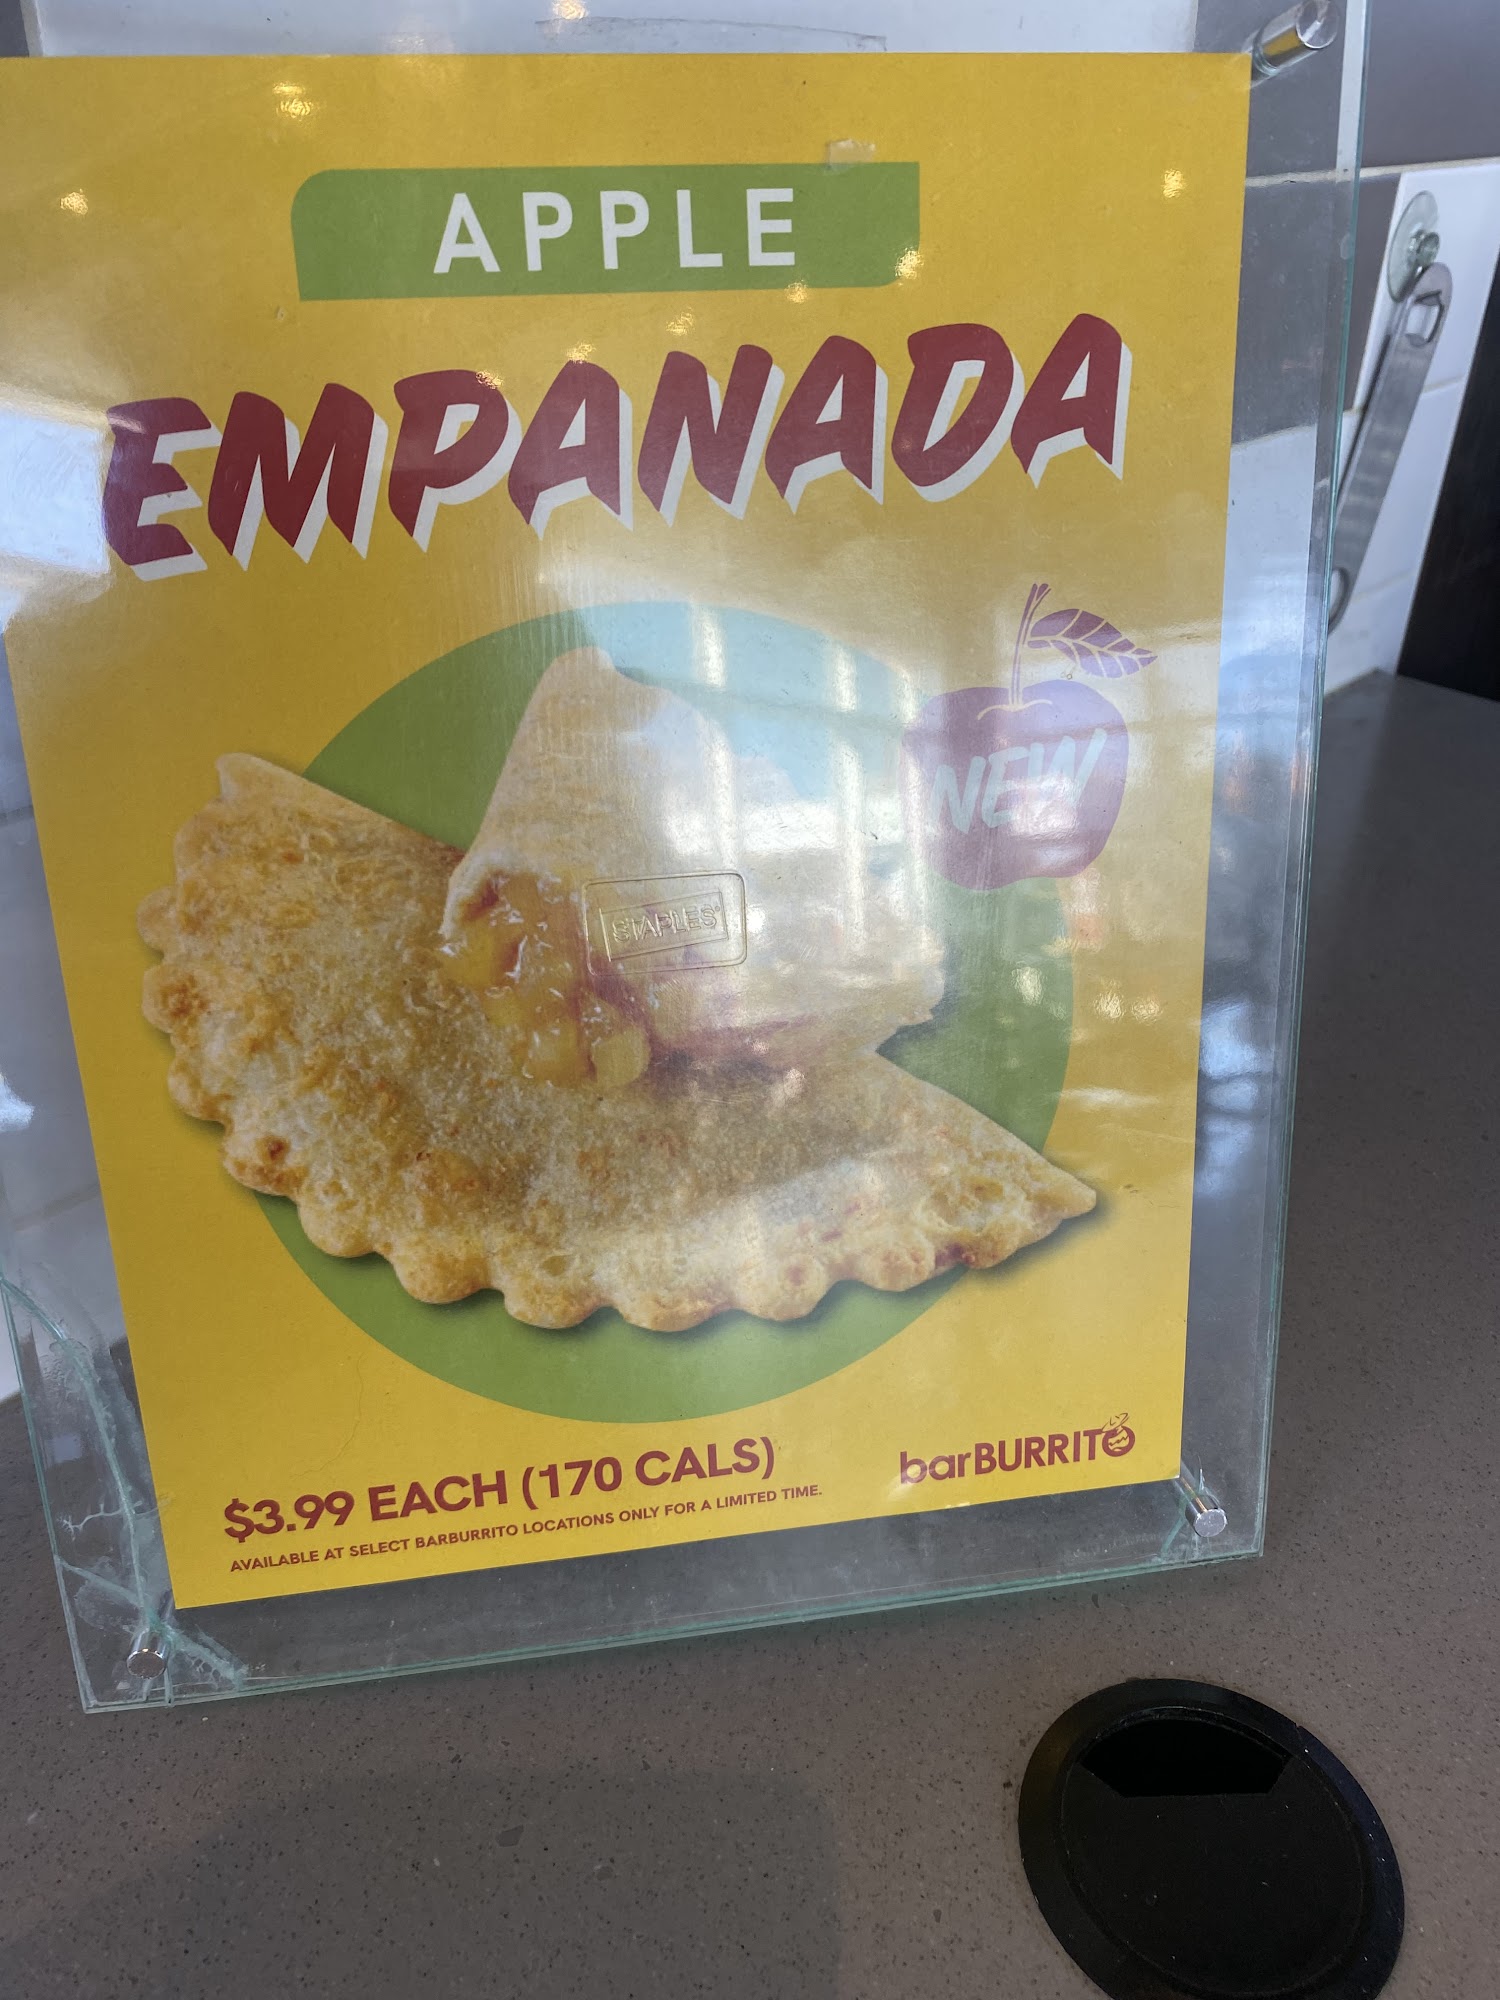 APPLE
EMPANADA
NEW
STAPLES
$3.99 EACH (170 CALS)
AVAILABLE AT SELECT BARBURRITO LOCATIONS ONLY FOR A LIMITED TIME.
barBURRITO